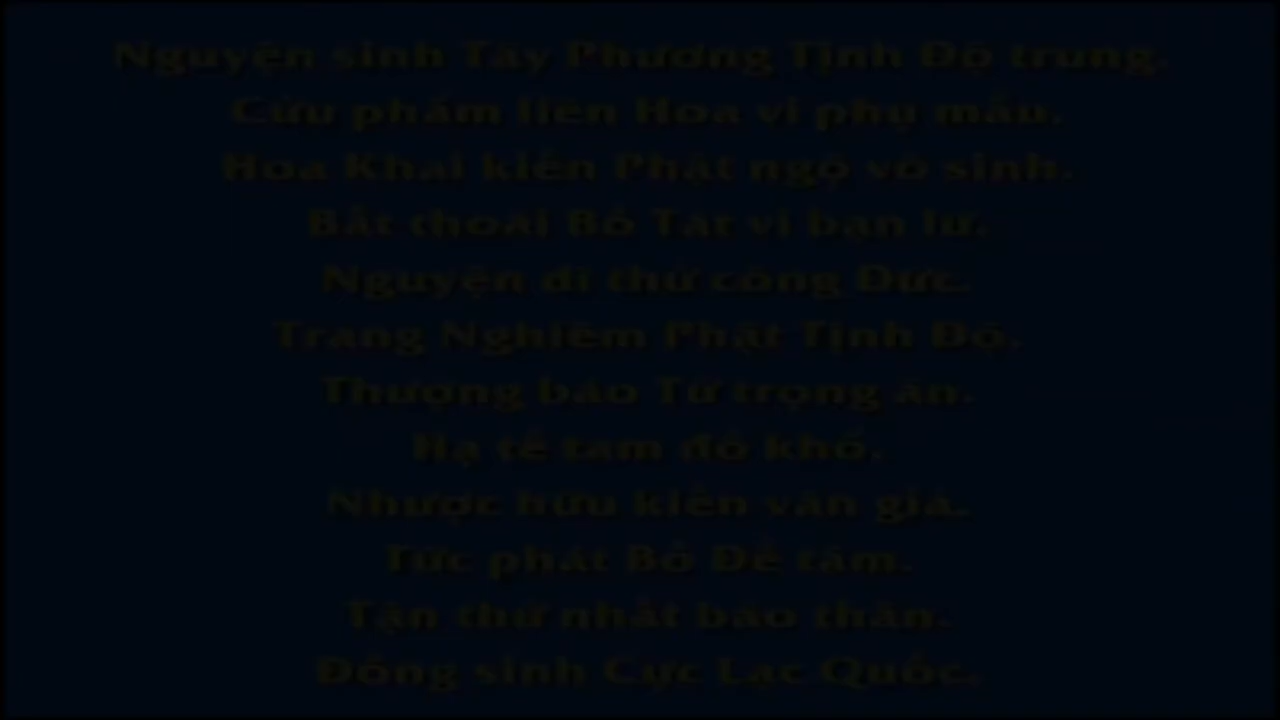 Nguyện sinh Tây Phương Tịnh Độ trung.
Cửu phẩm liên Hoa vi phụ mẫu.
Hoa Khai kiến Phật ngộ vô sinh.
Bất thoái Bồ Tát vi bạn lữ.
Nguyện dĩ thử công Đức.
Trang Nghiêm Phật Tịnh Độ.
Thượng báo Tứ trọng ân.
Hạ tế tam đồ khổ.
Nhược hữu kiến văn giả.
Tức phát Bồ Đề tâm.
Tận thử nhất báo thân.
Đồng sinh Cực Lạc Quốc.